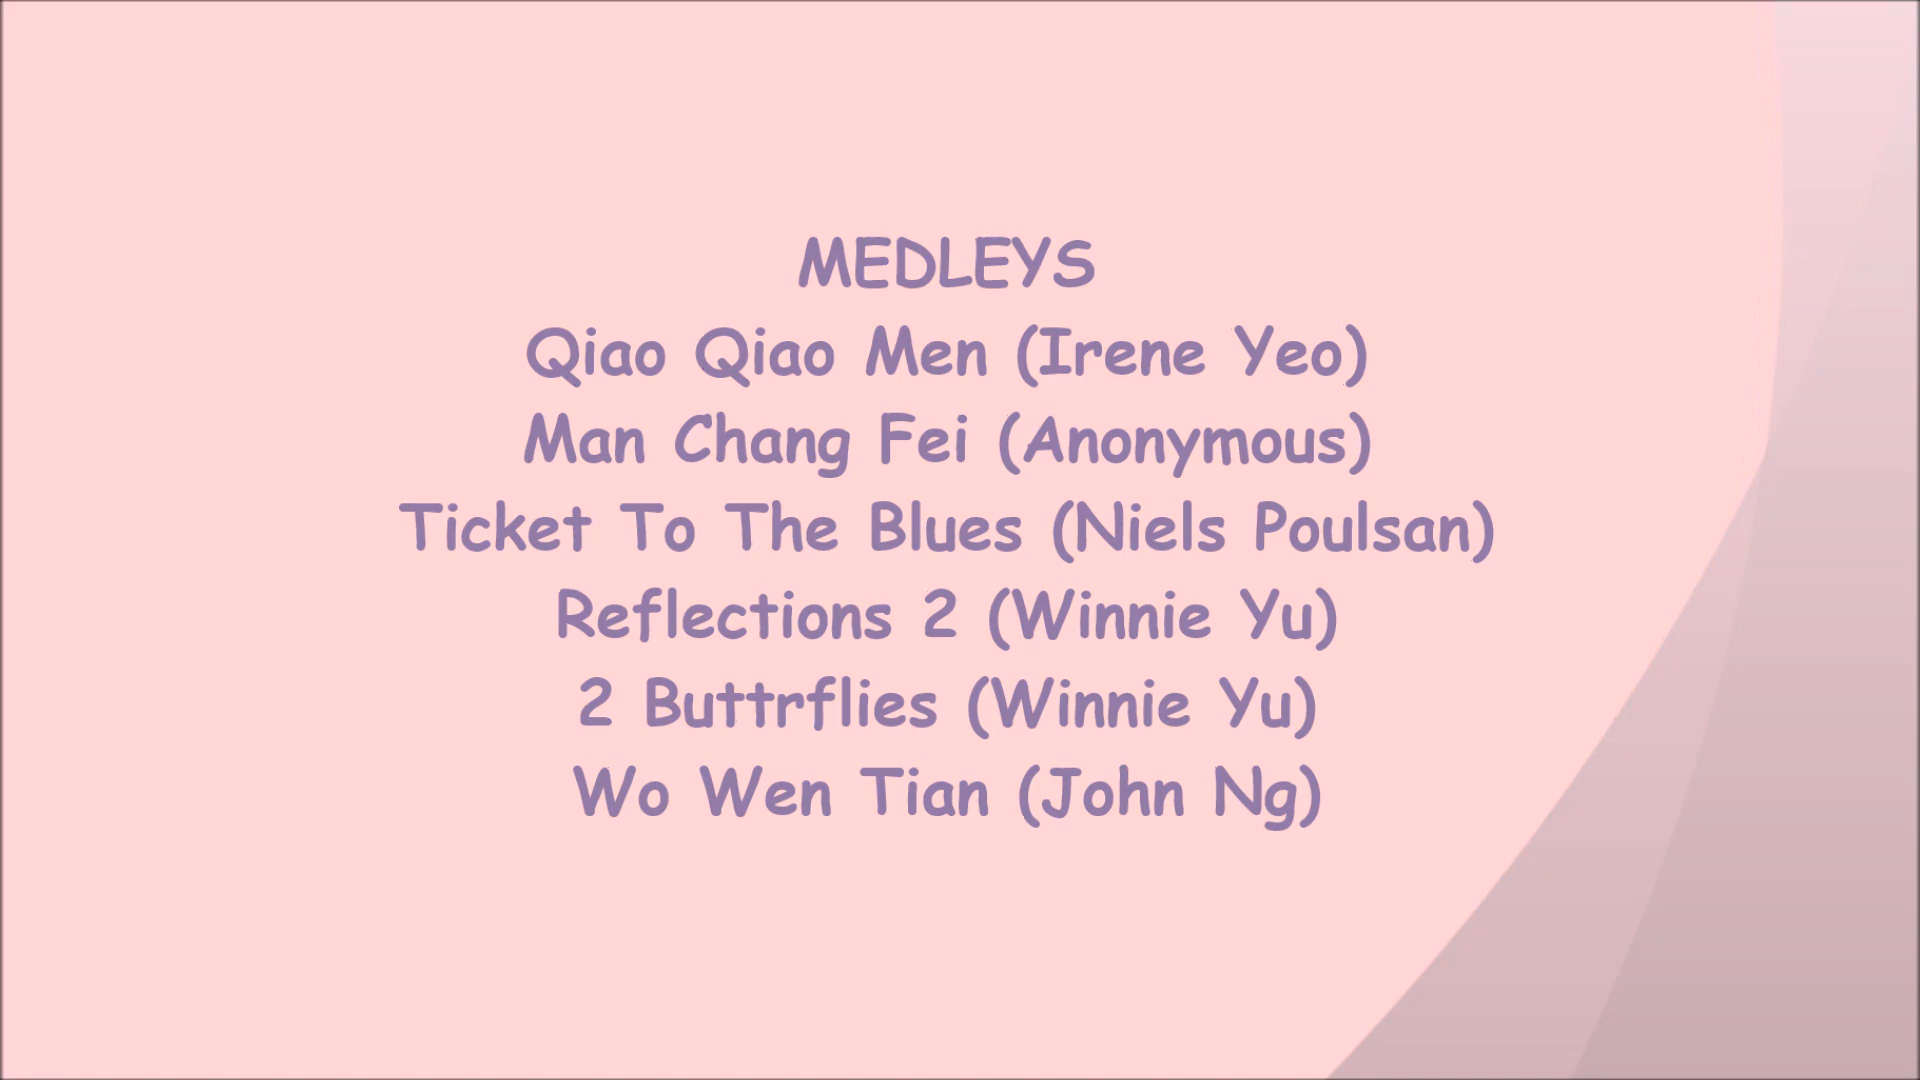 MEDLEYS
Qiao Qiao Men (Irene Yeo)
Man Chang Fei (Anonymous)
Ticket To The Blues (Niels Poulsan)
Reflections 2 (Winnie Yu)
2 Buttrflies (Winnie Yu)
Wo Wen Tian (John Ng)